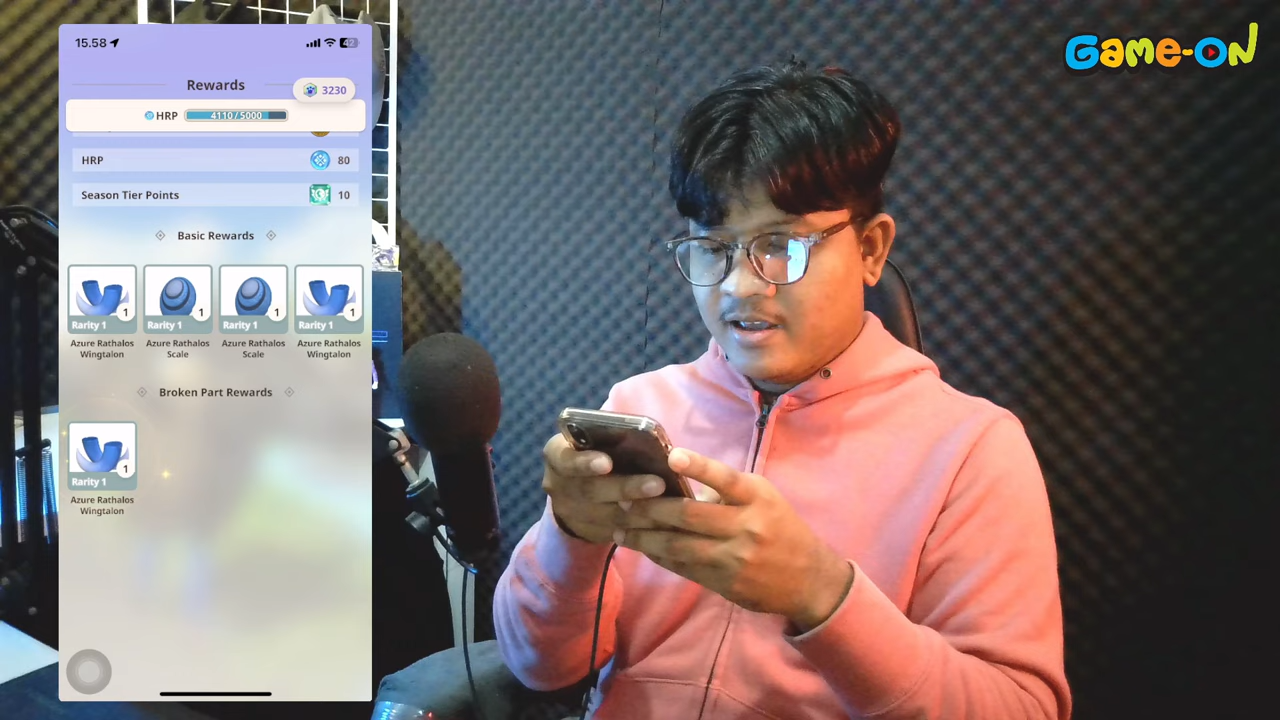 15.58
42
GAME-ON
Rewards
3230
HRP 4110/5000
HRP 80
Season Tier Points 10
Basic Rewards
1 1 1 1
Rarity 1 Rarity 1 Rarity 1 Rarity 1
Azure Rathalos Wingtalon
Azure Rathalos Scale
Azure Rathalos Scale
Azure Rathalos Wingtalon
Broken Part Rewards
1
Rarity 1
Azure Rathalos
Wingtalon